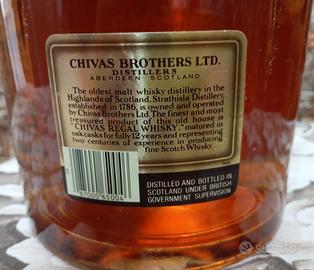 CHIVAS BROTHERS LTD.
DISTILLERS
ABERDEEN SCOTLAND
The oldest malt whisky distillery in the
Highlands of Scotland, Strathisla Distillery,
established in 1786, is owned and operated
by Chivas Brothers Ltd. The finest and most
treasured product of this old house is
"CHIVAS REGAL WHISKY", matured in
oak casks for fully 12 years and representing
two centuries of experience in producing
fine Scotch Whisky
DISTILLED AND BOTTLED IN
SCOTLAND UNDER BRITISH
GOVERNMENT SUPERVISION